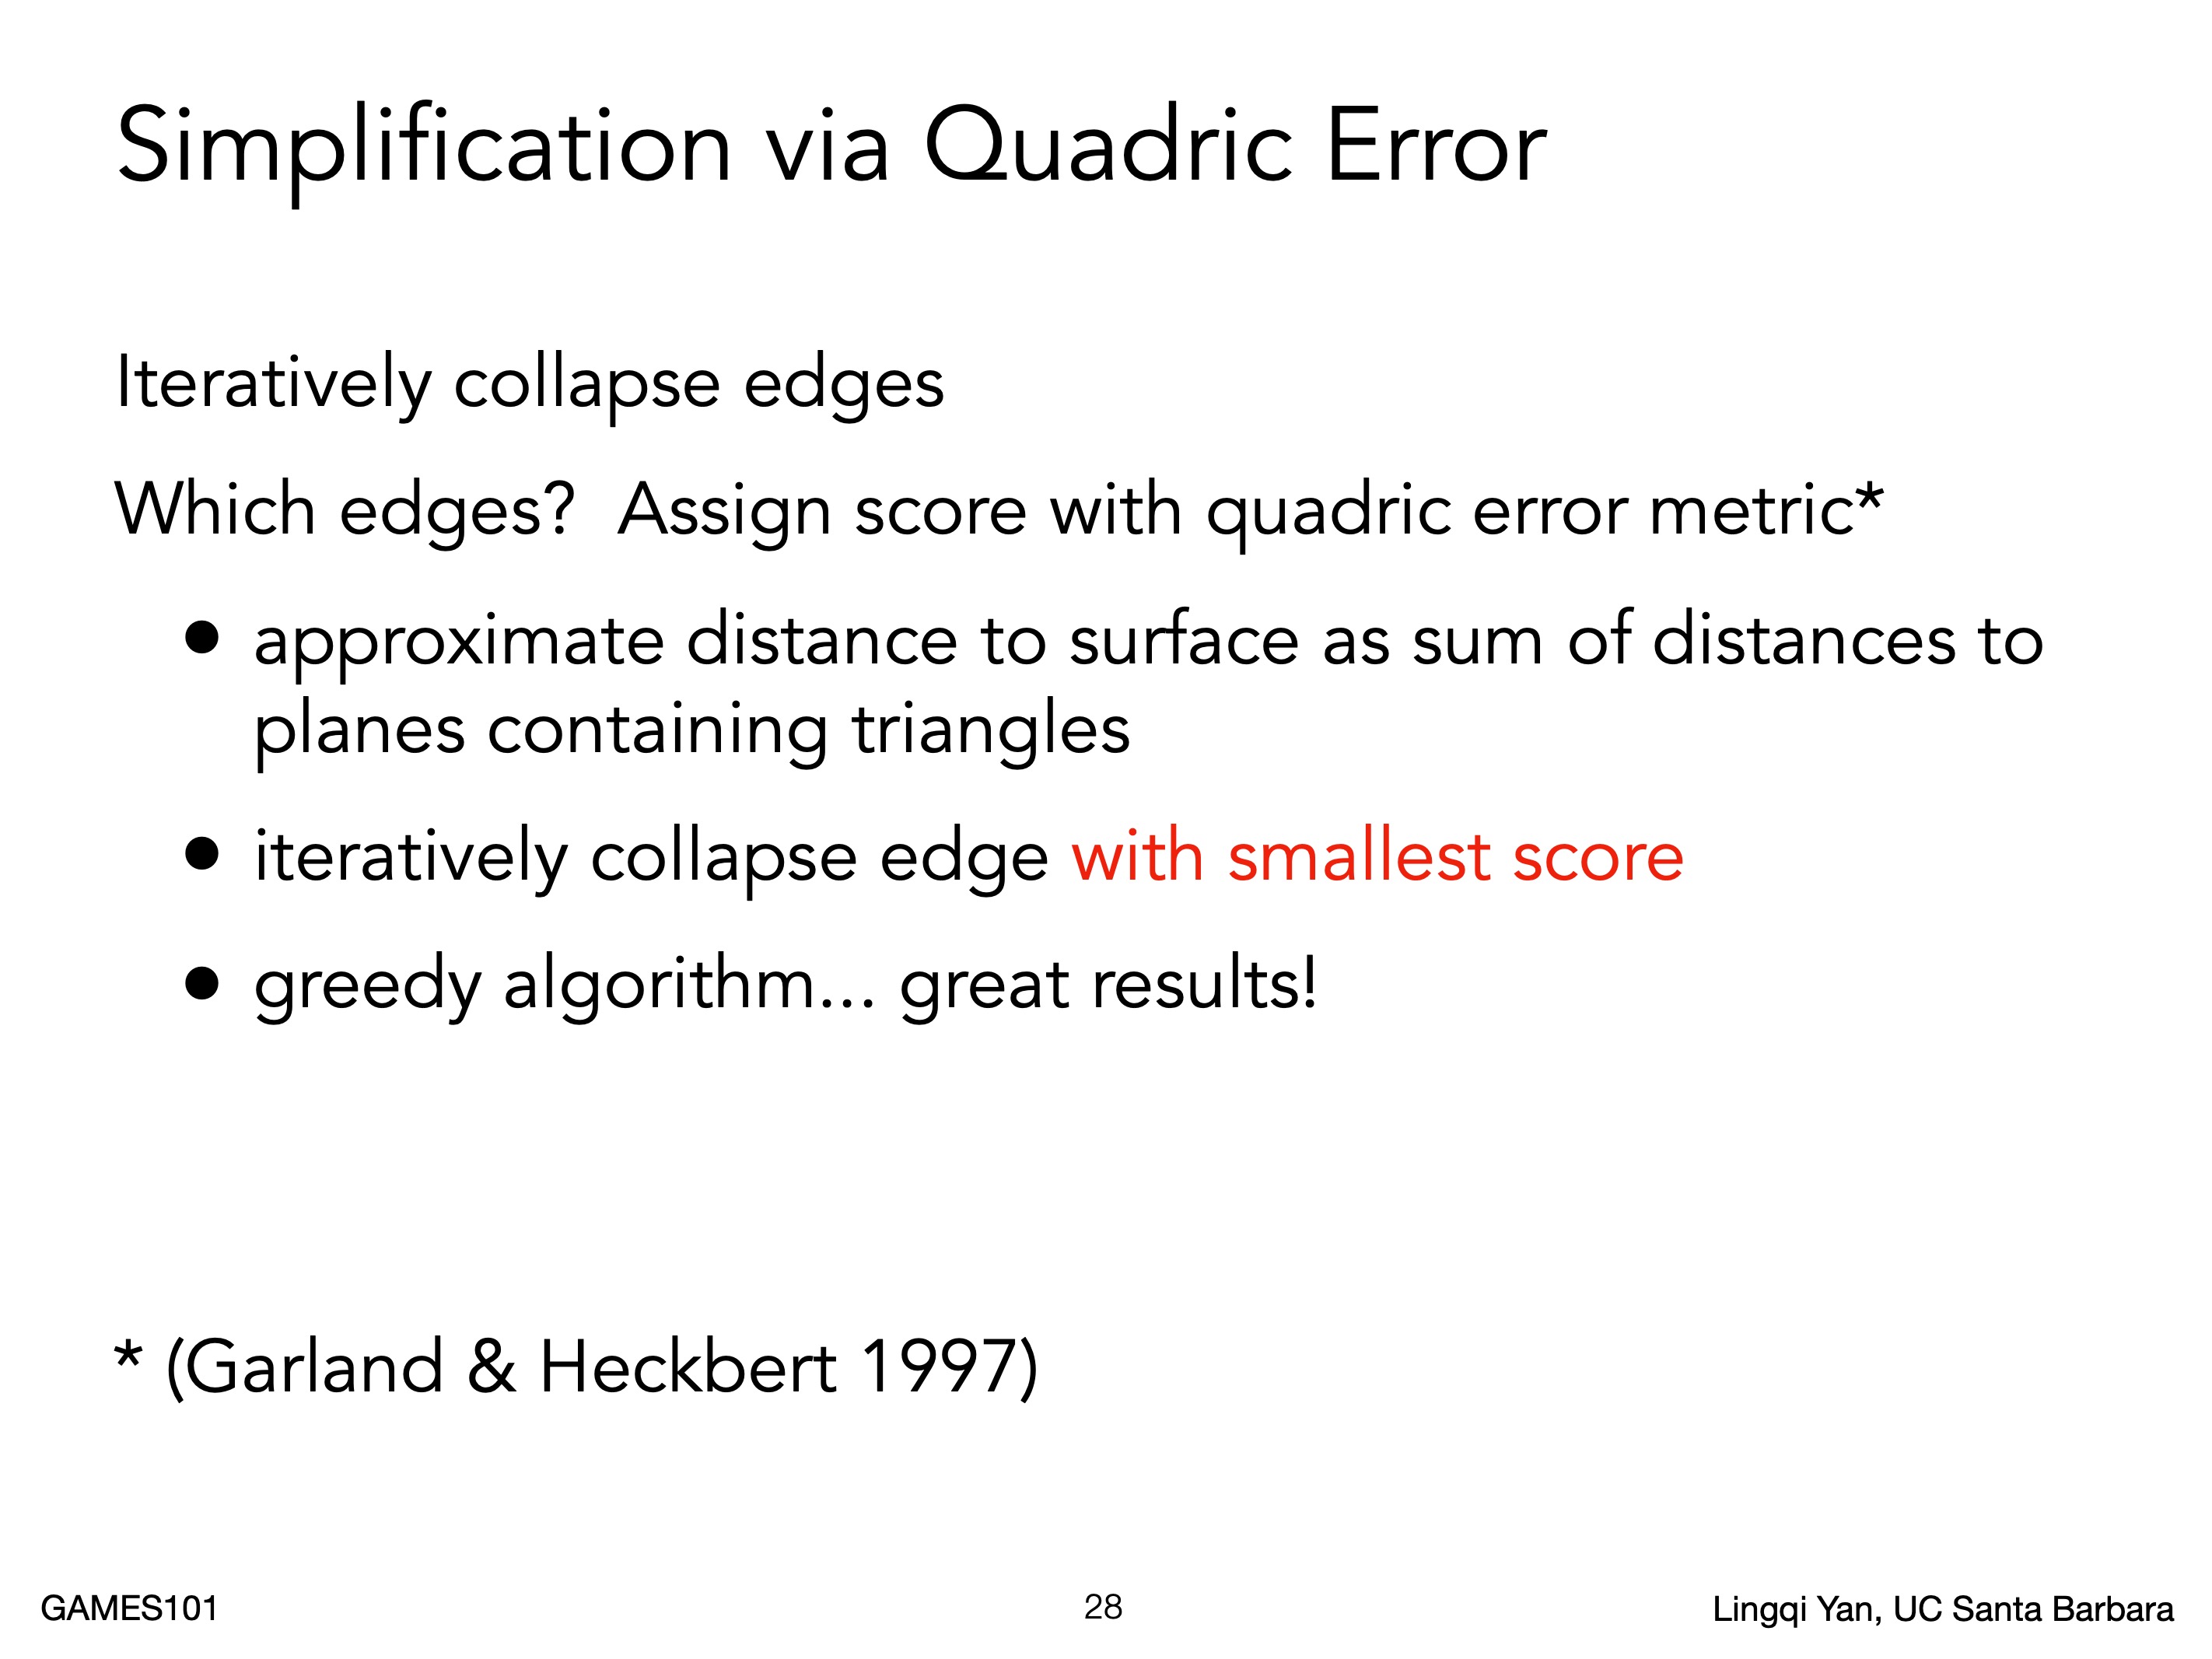 Simplification via Quadric Error
Iteratively collapse edges
Which edges? Assign score with quadric error metric*
• approximate distance to surface as sum of distances to
planes containing triangles
• iteratively collapse edge with smallest score
• greedy algorithm... great results!
* (Garland & Heckbert 1997)
GAMES101
28
Lingqi Yan, UC Santa Barbara